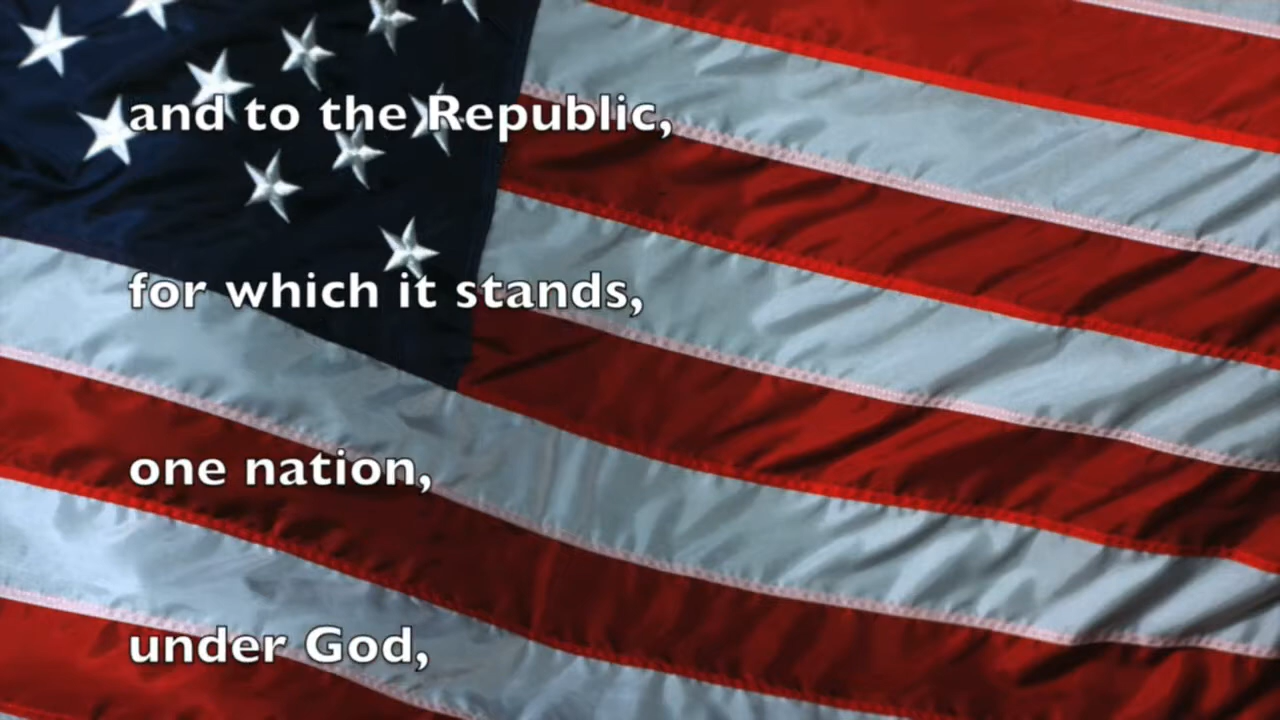 and to the Republic,
for which it stands,
one nation,
under God,